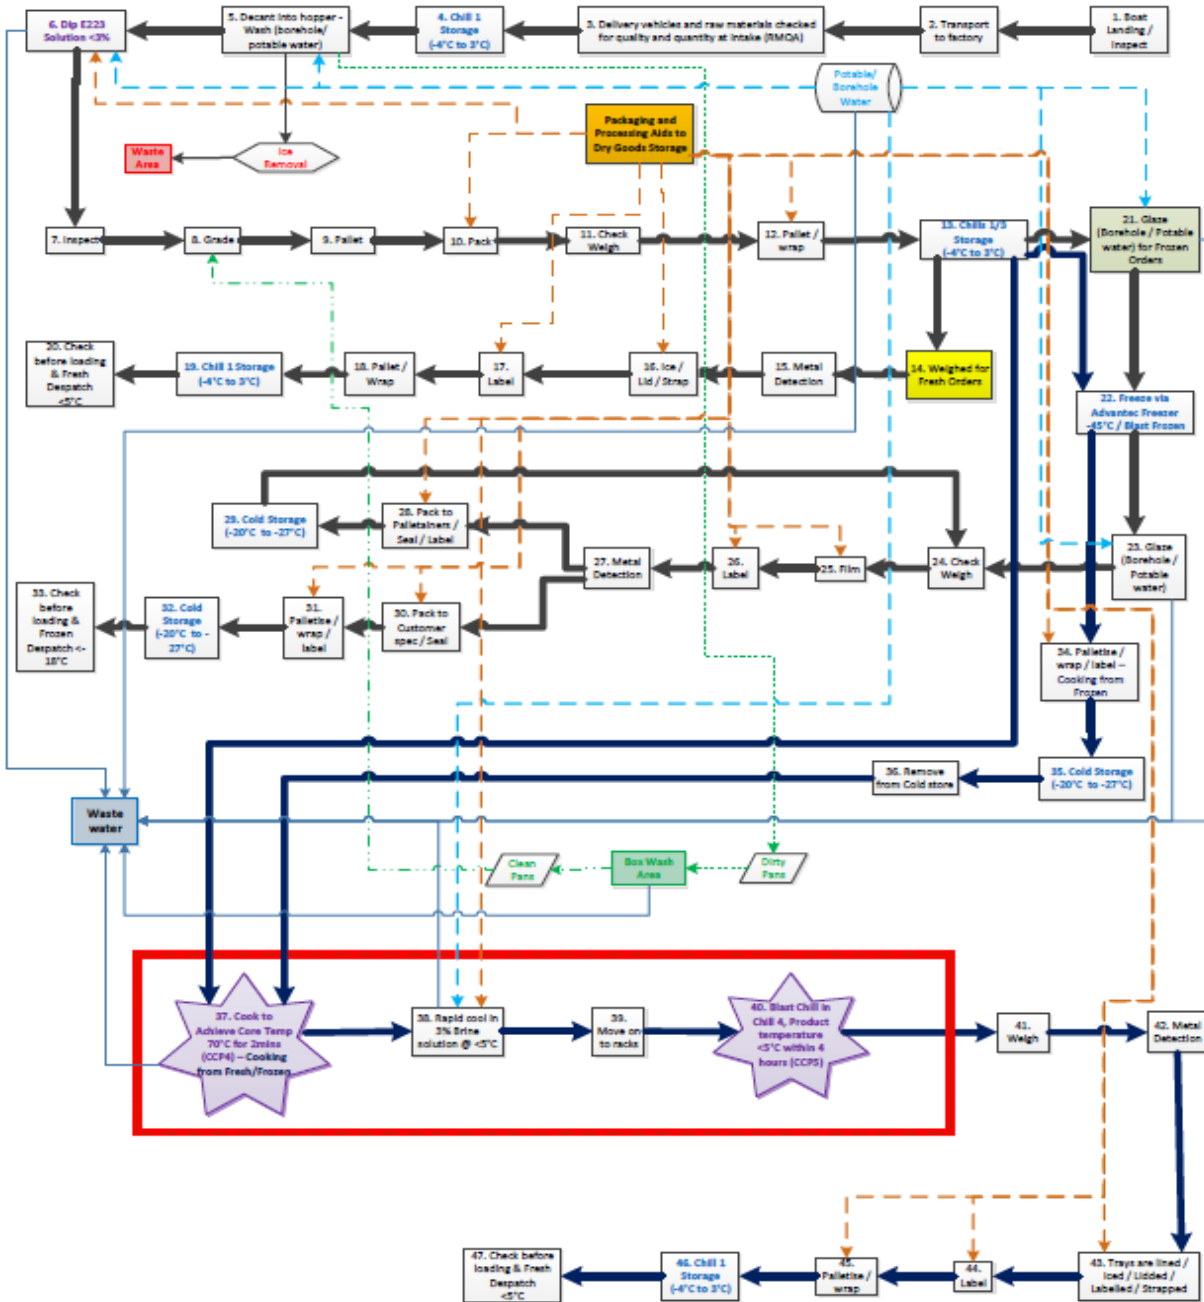 6. Dip E223
Solution <3%
5. Decant into hopper -
Wash (borehole/
potable water)
4. Chill 1
Storage
(-4°C to 3°C)
3. Delivery vehicles and raw materials checked
for quality and quantity at intake (RMQA)
2. Transport
to factory
1. Boat
Landing /
Inspect
Potable/
Borehole
Water
Packaging and
Processing Aids to
Dry Goods Storage
Waste
Area
Ice
Removal
7. Inspect
8. Grade
9. Pallet
10. Pack
11. Check
Weigh
12. Pallet /
wrap
13. Chills 1/3
Storage
(-4°C to 3°C)
21. Glaze
(Borehole / Potable
water) for Frozen
Orders
20. Check
before loading
& Fresh
Despatch
<5°C
19. Chill 1 Storage
(-4°C to 3°C)
18. Pallet /
Wrap
17.
Label
16. Ice /
Lid / Strap
15. Metal
Detection
14. Weighed for
Fresh Orders
22. Freeze via
Advantec Freezer
-45°C / Blast Frozen
29. Cold Storage
(-20°C to -27°C)
28. Pack to
Palletainers /
Seal / Label
27. Metal
Detection
26.
Label
25. Film
24. Check
Weigh
23. Glaze
(Borehole /
Potable
water)
33. Check
before
loading &
Frozen
Despatch <-
18°C
32. Cold
Storage
(-20°C to -
27°C)
31.
Palletise /
wrap /
label
30. Pack to
Customer
spec / Seal
34. Palletise /
wrap / label –
Cooking from
Frozen
36. Remove
from Cold store
35. Cold Storage
(-20°C to -27°C)
Waste
water
Clean
Pans
Box Wash
Area
Dirty
Pans
37. Cook to
Achieve Core Temp
70°C for 2mins
(CCP4) – Cooking
from Fresh/Frozen
38. Rapid cool in
3% Brine
solution @ <5°C
39.
Move on
to racks
40. Blast Chill in
Chill 4, Product
temperature
<5°C within 4
hours (CCP5)
41.
Weigh
42. Metal
Detection
47. Check before
loading & Fresh
Despatch
<5°C
46. Chill 1
Storage
(-4°C to 3°C)
45.
Palletise /
wrap
44.
Label
43. Trays are lined /
Iced / Lidded /
Labelled / Strapped